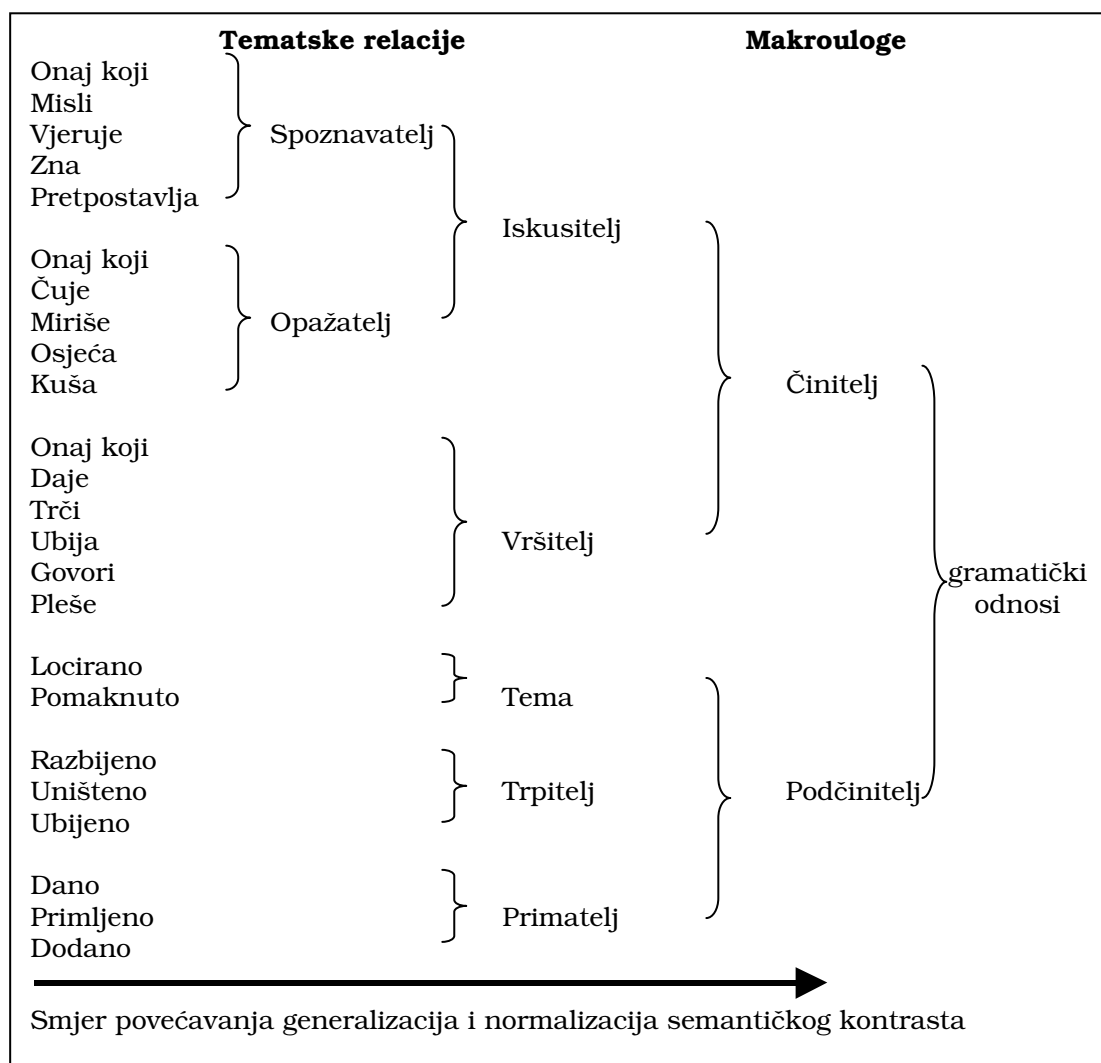 Tematske relacije
Makrouloge
Onaj koji
Misli
Vjeruje
Zna
Pretpostavlja
Spoznavatelj
Onaj koji
Čuje
Miriše
Osjeća
Kuša
Opažatelj
Iskusitelj
Onaj koji
Daje
Trči
Ubija
Govori
Pleše
Vršitelj
Činitelj
Locirano
Pomaknuto
Tema
Razbijeno
Uništeno
Ubijeno
Trpitelj
Dano
Primljeno
Dodano
Primatelj
Podčinitelj
gramatički
odnosi
Smjer povećavanja generalizacija i normalizacija semantičkog kontrasta